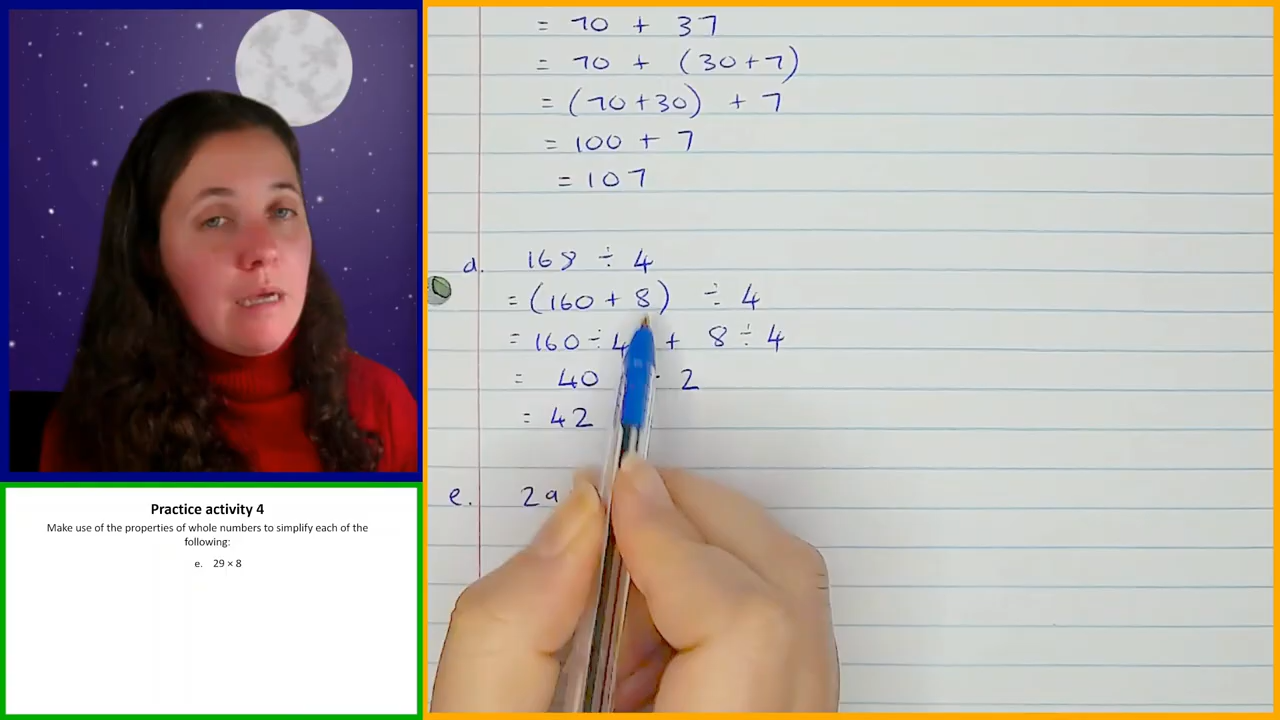 = 70 + 37
= 70 + (30+7)
= (70+30) + 7
= 100 + 7
= 107
d. 168 ÷ 4
= (160 + 8) ÷ 4
= 160 ÷ 4 + 8 ÷ 4
= 40 2
= 42
e. 29
Practice activity 4
Make use of the properties of whole numbers to simplify each of the
following:
e. 29 × 8